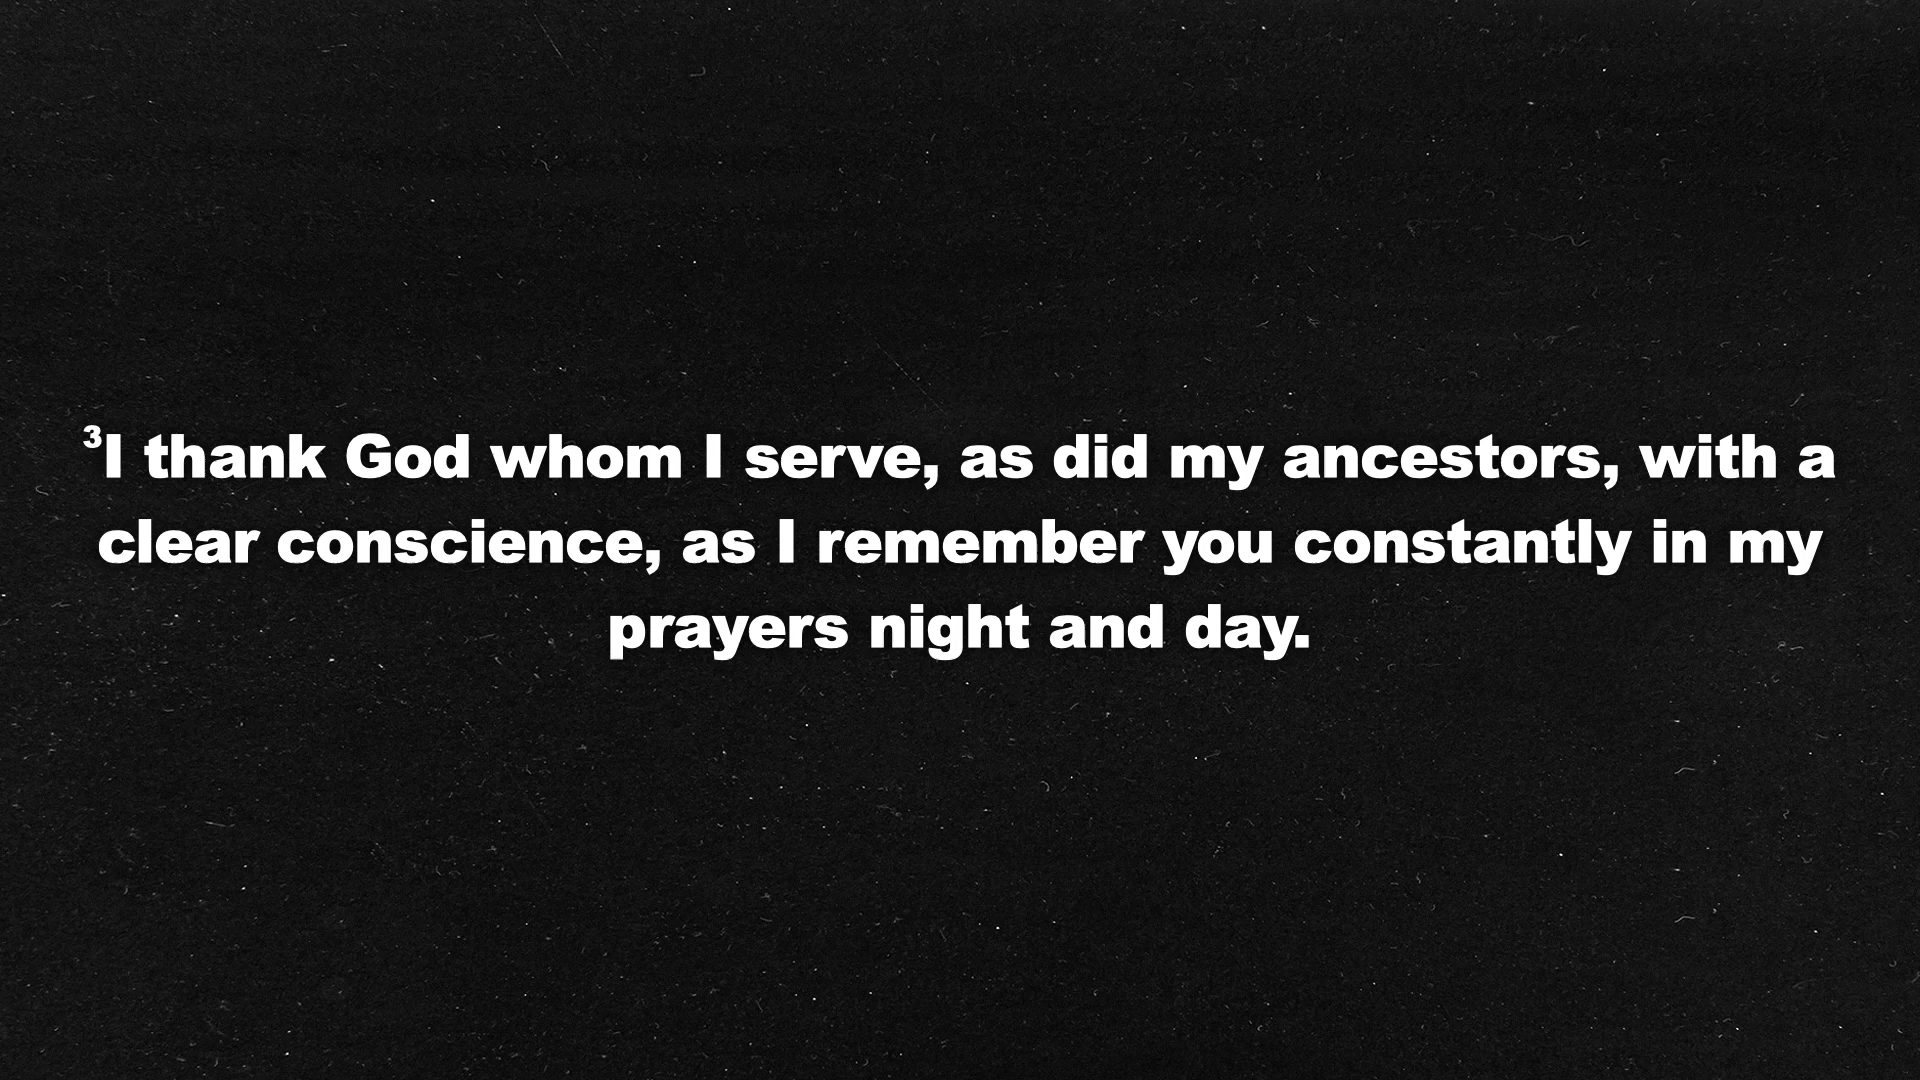 ³I thank God whom I serve, as did my ancestors, with a
clear conscience, as I remember you constantly in my
prayers night and day.